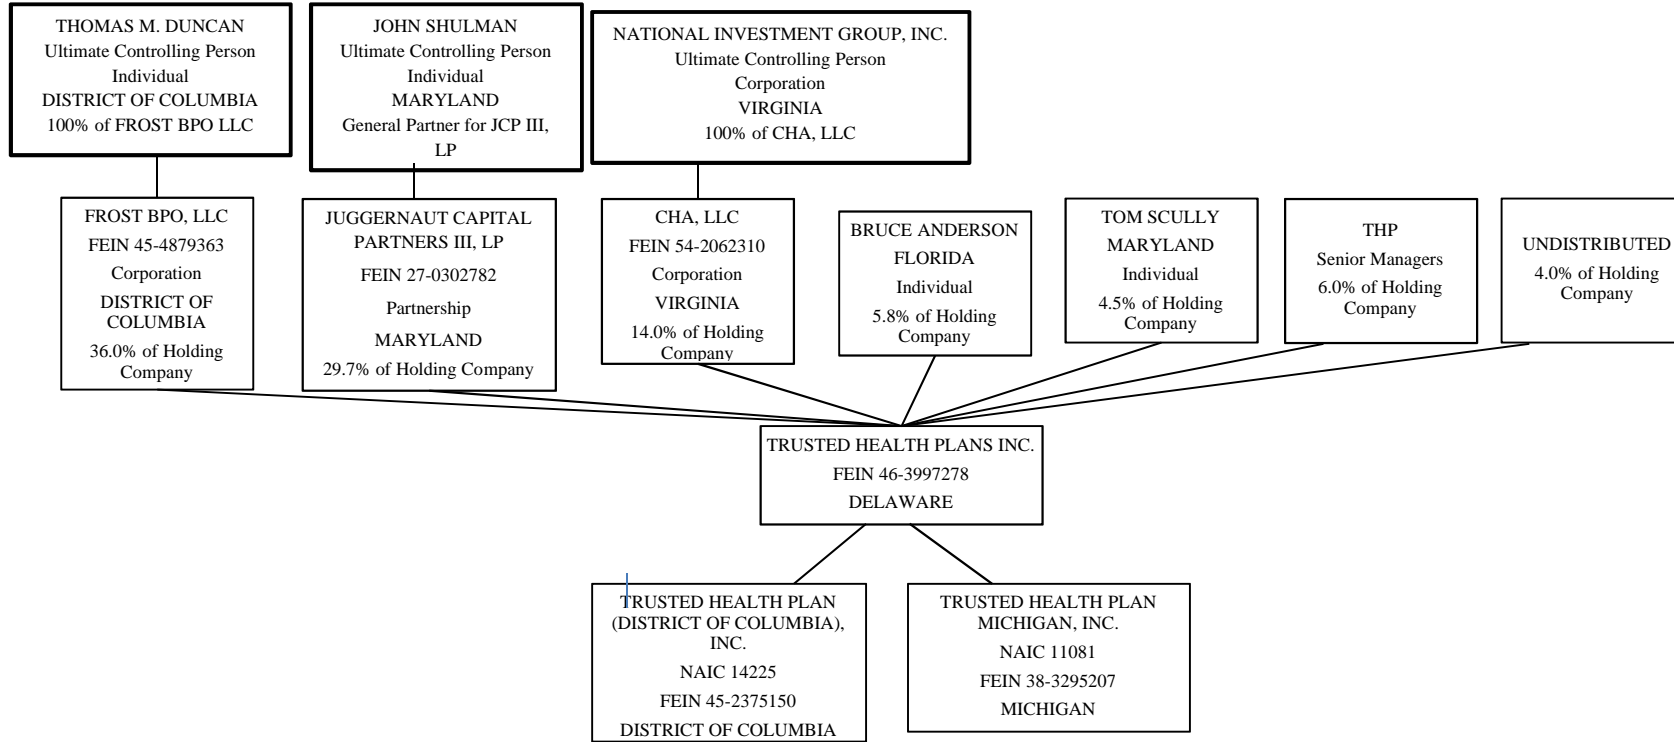 THOMAS M. DUNCAN
Ultimate Controlling Person
Individual
DISTRICT OF COLUMBIA
100% of FROST BPO LLC
JOHN SHULMAN
Ultimate Controlling Person
Individual
MARYLAND
General Partner for JCP III,
LP
NATIONAL INVESTMENT GROUP, INC.
Ultimate Controlling Person
Corporation
VIRGINIA
100% of CHA, LLC
FROST BPO, LLC
FEIN 45-4879363
Corporation
DISTRICT OF
COLUMBIA
36.0% of Holding
Company
JUGGERNAUT CAPITAL
PARTNERS III, LP
FEIN 27-0302782
Partnership
MARYLAND
29.7% of Holding Company
CHA, LLC
FEIN 54-2062310
Corporation
VIRGINIA
14.0% of Holding
Company
BRUCE ANDERSON
FLORIDA
Individual
5.8% of Holding
Company
TOM SCULLY
MARYLAND
Individual
4.5% of Holding
Company
THP
Senior Managers
6.0% of Holding
Company
UNDISTRIBUTED
4.0% of Holding
Company
TRUSTED HEALTH PLANS INC.
FEIN 46-3997278
DELAWARE
TRUSTED HEALTH PLAN
(DISTRICT OF COLUMBIA),
INC.
NAIC 14225
FEIN 45-2375150
DISTRICT OF COLUMBIA
TRUSTED HEALTH PLAN
MICHIGAN, INC.
NAIC 11081
FEIN 38-3295207
MICHIGAN